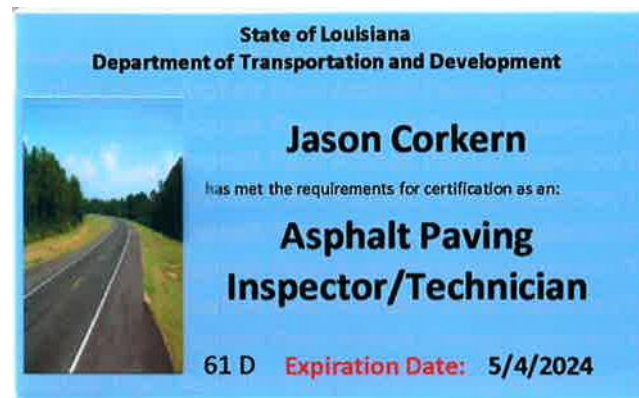 State of Louisiana
Department of Transportation and Development
Jason Corkern
has met the requirements for certification as an:
Asphalt Paving
Inspector/Technician
61 D Expiration Date: 5/4/2024